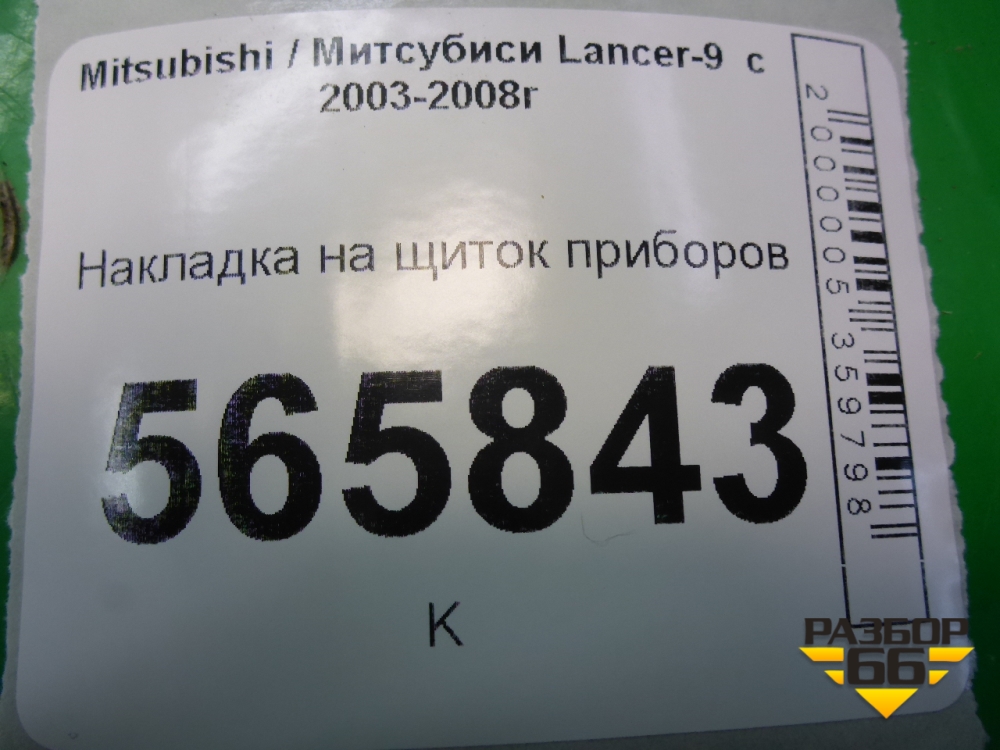 Mitsubishi / Митсубиси Lancer-9 с
2003-2008г
Накладка на щиток приборов
565843
К
2000005359798
РАЗБОР
66